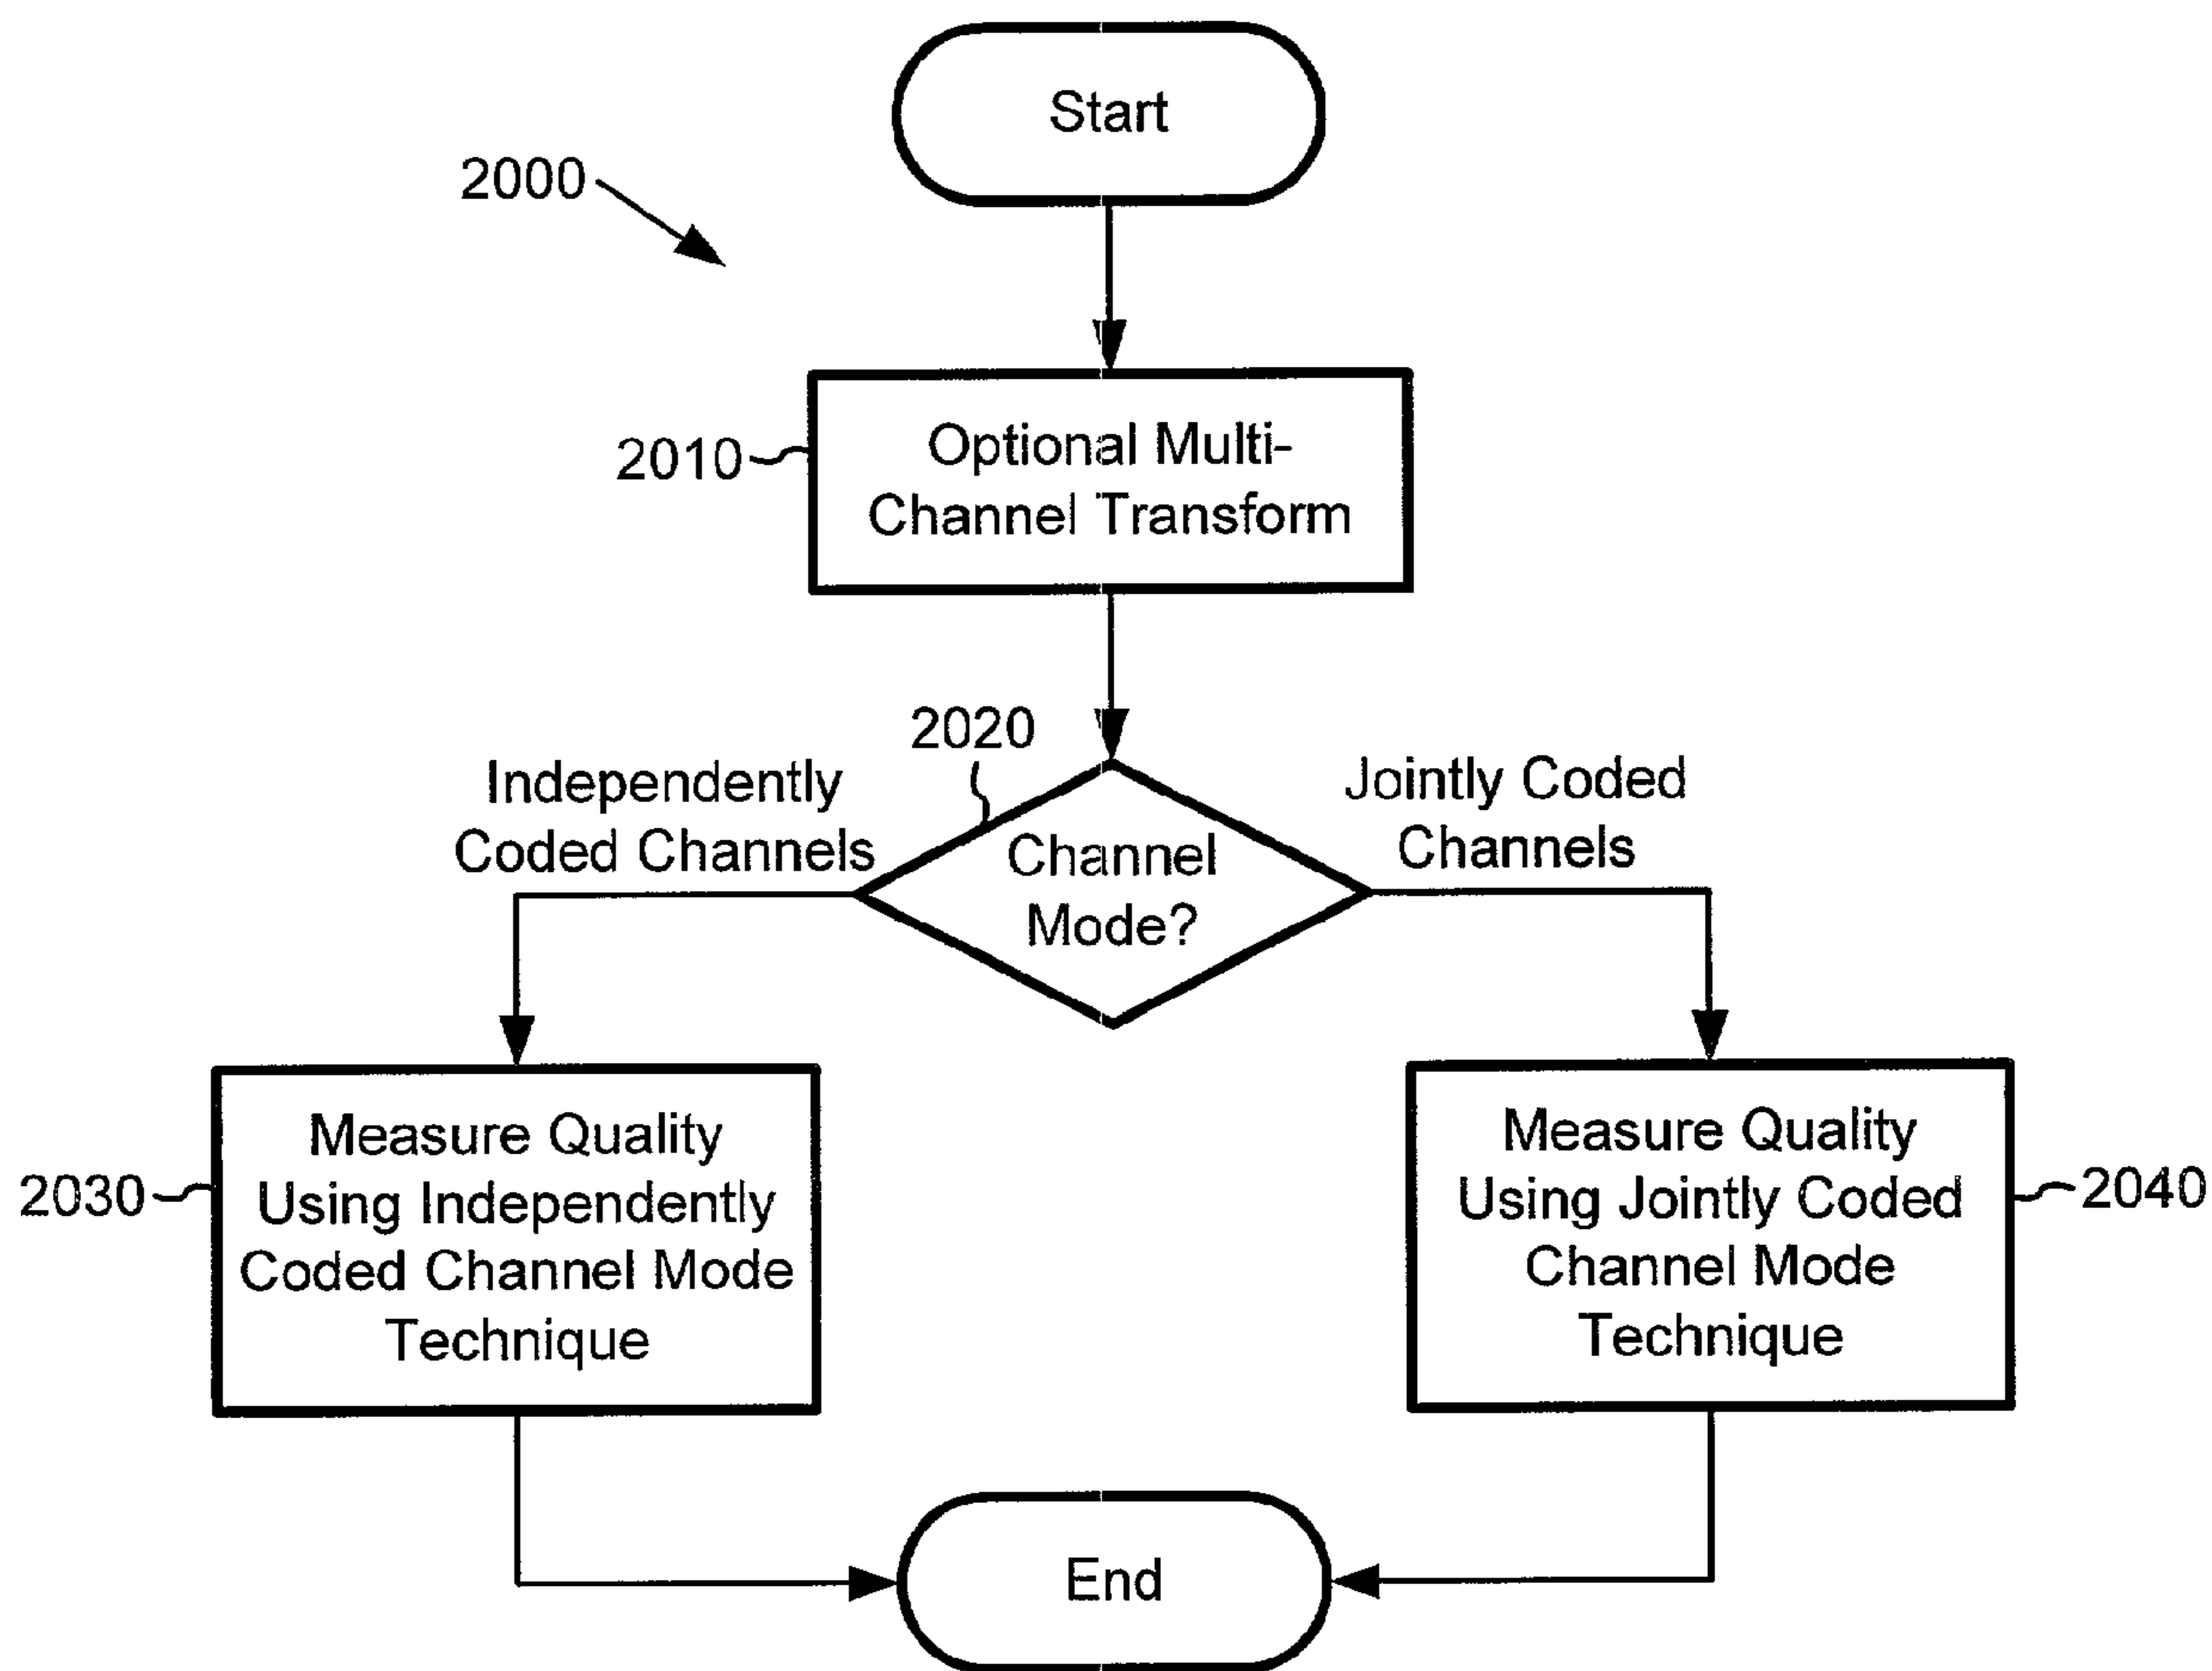 Start
2000
2010
Optional Multi-
Channel Transform
2020
Independently
Coded Channels
Jointly Coded
Channels
Channel
Mode?
2030
Measure Quality
Using Independently
Coded Channel Mode
Technique
Measure Quality
Using Jointly Coded
Channel Mode
Technique
2040
End